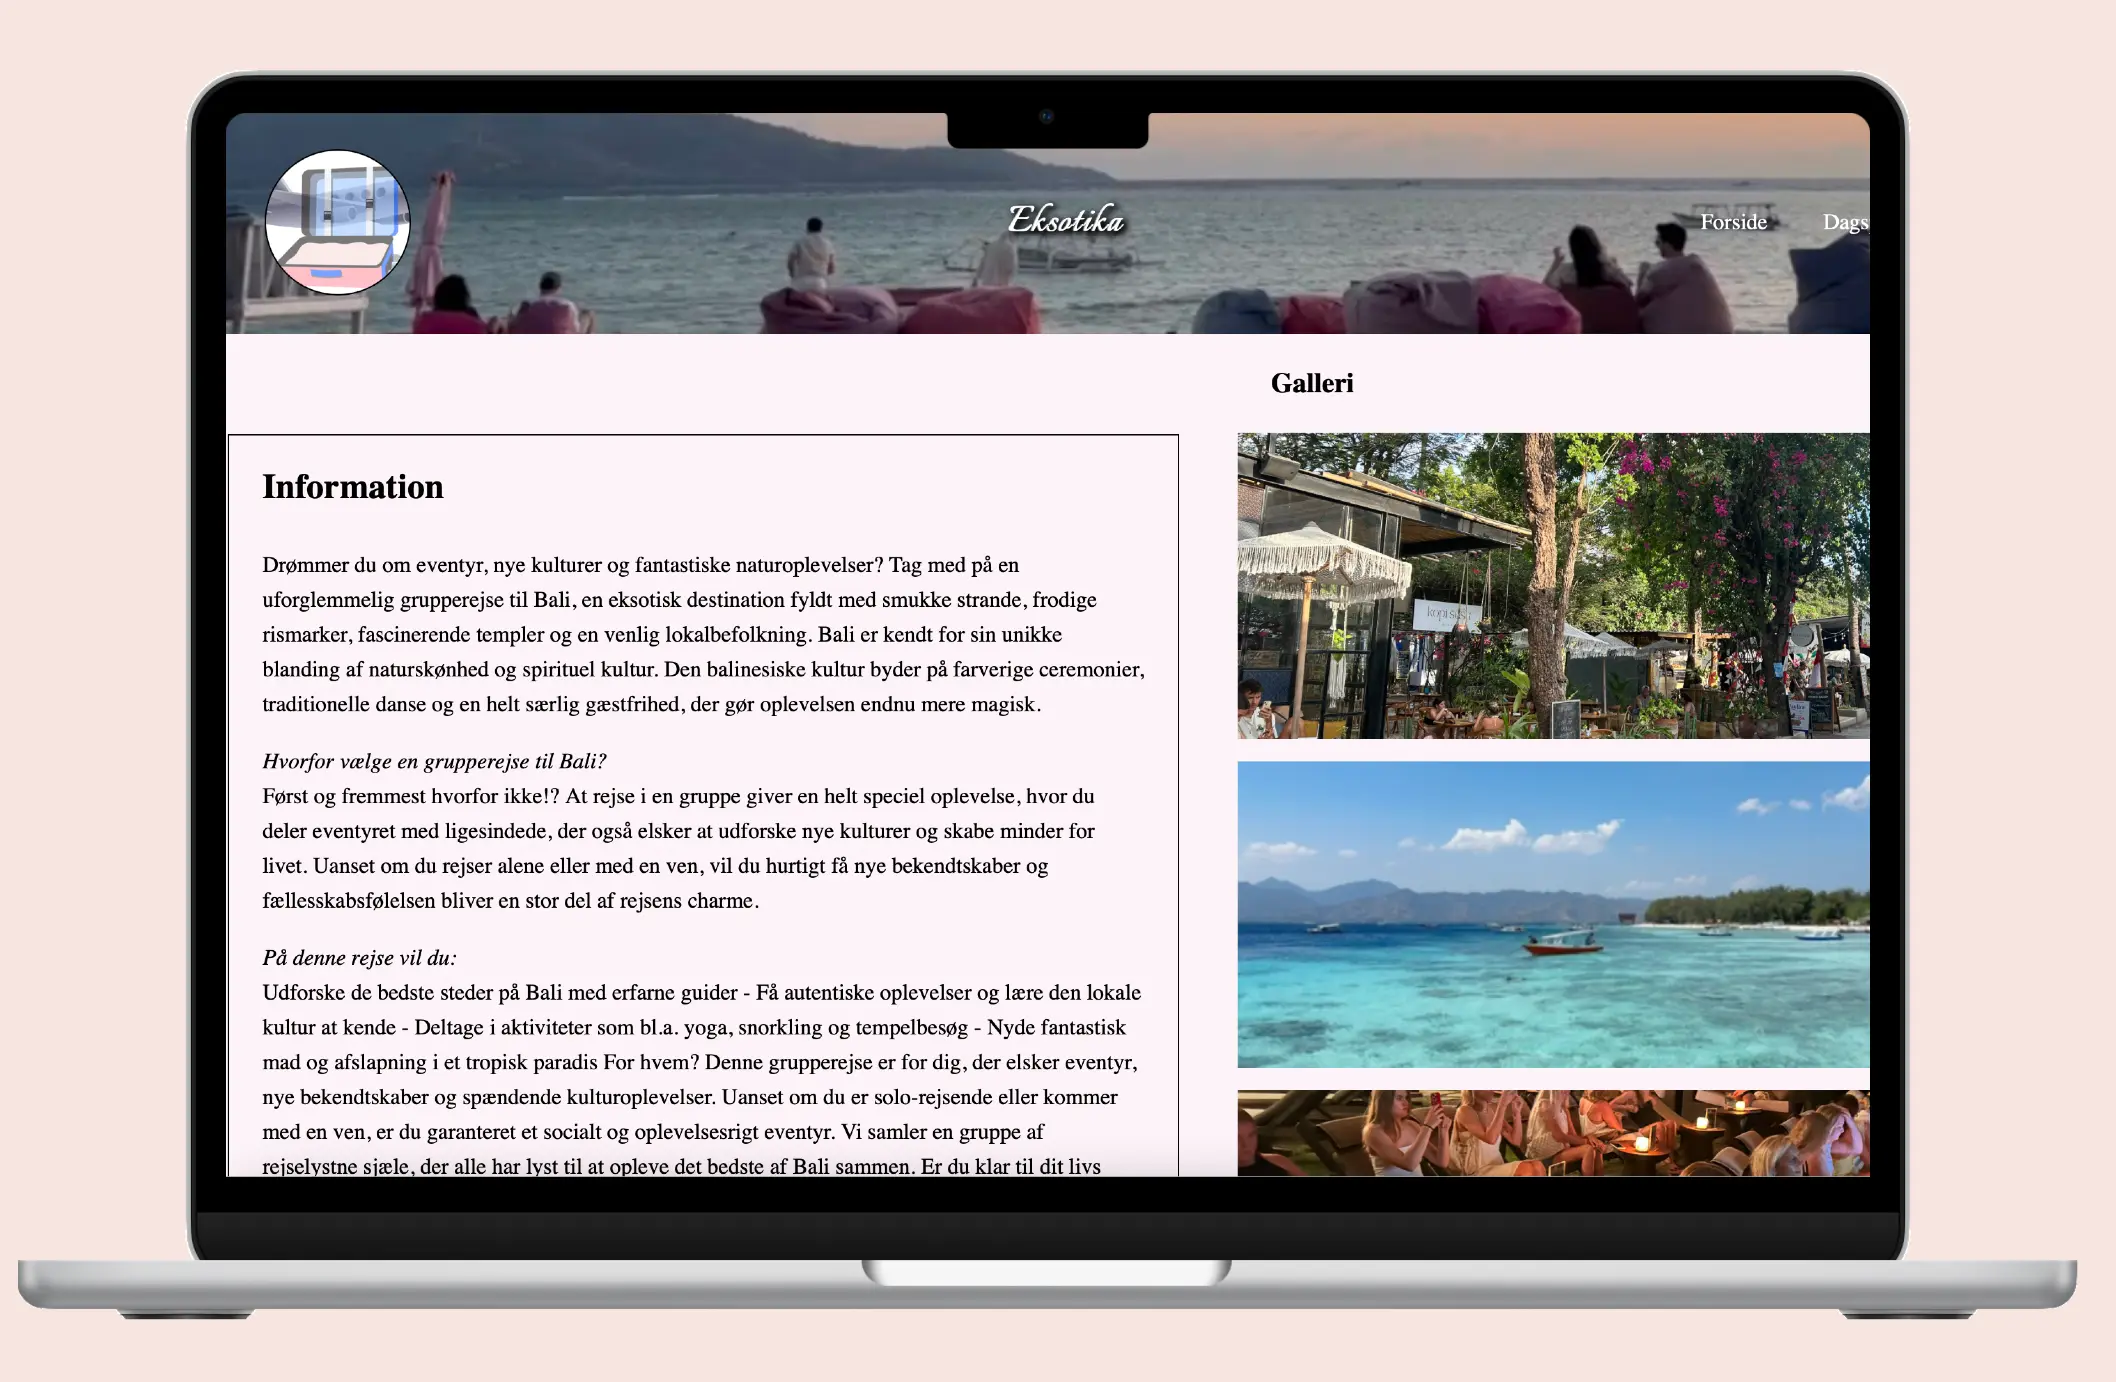 Eksotika
Forside
Dags
Galleri
Information
Drømmer du om eventyr, nye kulturer og fantastiske naturoplevelser? Tag med på en
uforglemmelig grupperejse til Bali, en eksotisk destination fyldt med smukke strande, frodige
rismarker, fascinerende templer og en venlig lokalbefolkning. Bali er kendt for sin unikke
blanding af naturskønhed og spirituel kultur. Den balinesiske kultur byder på farverige ceremonier,
traditionelle danse og en helt særlig gæstfrihed, der gør oplevelsen endnu mere magisk.
Hvorfor vælge en grupperejse til Bali?
Først og fremmest hvorfor ikke!? At rejse i en gruppe giver en helt speciel oplevelse, hvor du
deler eventyret med ligesindede, der også elsker at udforske nye kulturer og skabe minder for
livet. Uanset om du rejser alene eller med en ven, vil du hurtigt få nye bekendtskaber og
fællesskabsfølelsen bliver en stor del af rejsens charme.
På denne rejse vil du:
Udforske de bedste steder på Bali med erfarne guider - Få autentiske oplevelser og lære den lokale
kultur at kende - Deltage i aktiviteter som bl.a. yoga, snorkling og tempelbesøg - Nyde fantastisk
mad og afslapning i et tropisk paradis For hvem? Denne grupperejse er for dig, der elsker eventyr,
nye bekendtskaber og spændende kulturoplevelser. Uanset om du er solo-rejsende eller kommer
med en ven, er du garanteret et socialt og oplevelsesrigt eventyr. Vi samler en gruppe af
rejselystne sjæle, der alle har lyst til at opleve det bedste af Bali sammen. Er du klar til dit livs